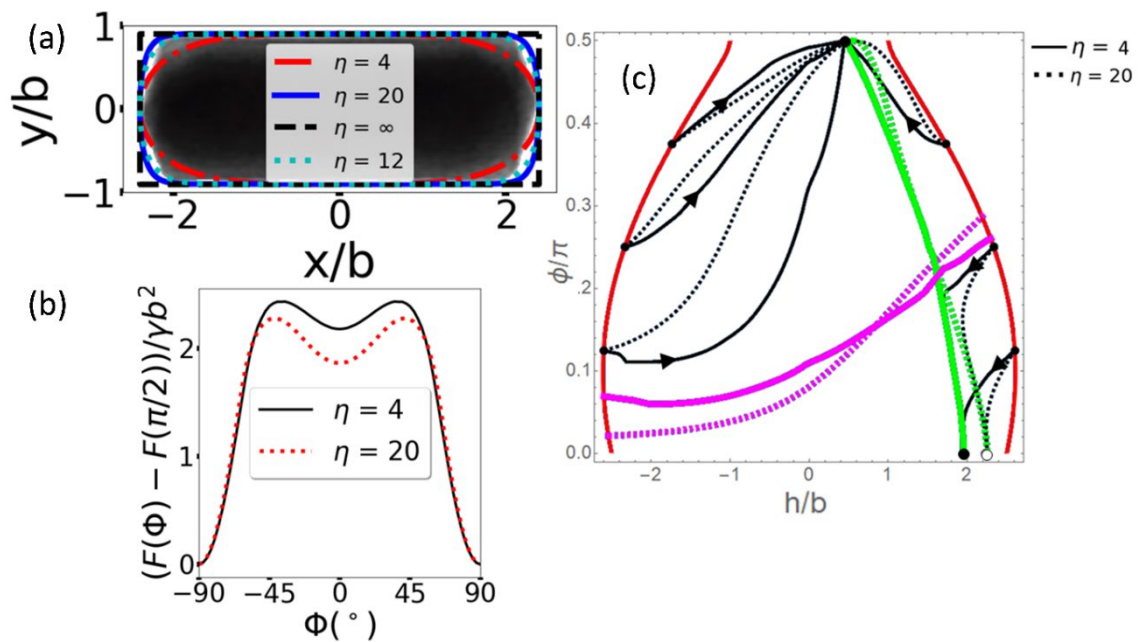 (a)
1
0
−1
y/b
η = 4
η = 20
η = ∞
η = 12
−2
0
2
x/b
(b)
2
1
0
(F(Φ) − F(π/2))/γb²
η = 4
η = 20
−90
−45
0
45
90
Φ(°)
(c)
0.5
0.4
0.3
0.2
0.1
0.0
ϕ/π
-2
-1
0
1
2
h/b
η = 4
η = 20